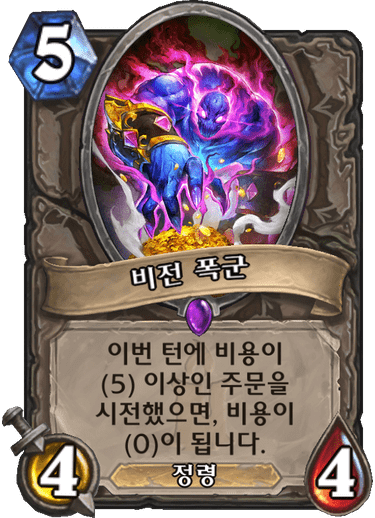 5
비전 폭군
이번 턴에 비용이
(5) 이상인 주문을
시전했으면, 비용이
(0)이 됩니다.
4
정령
4